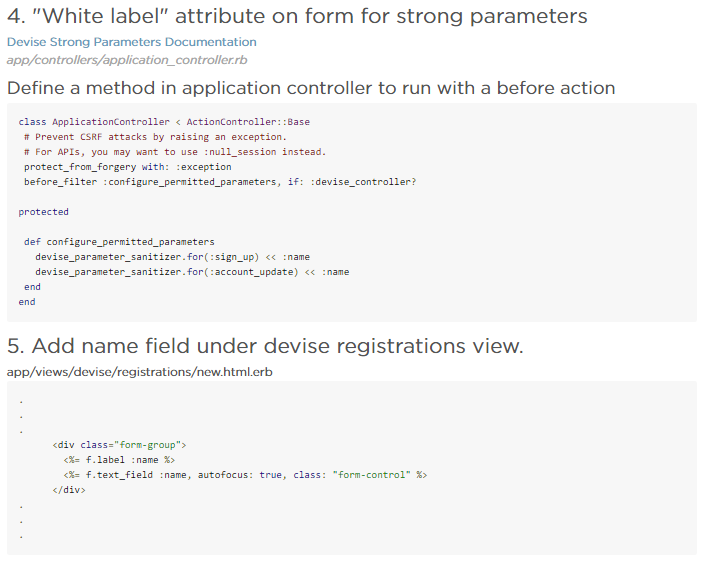 4. "White label" attribute on form for strong parameters
Devise Strong Parameters Documentation
app/controllers/application_controller.rb
Define a method in application controller to run with a before action
class ApplicationController < ActionController::Base
 # Prevent CSRF attacks by raising an exception.
 # For APIs, you may want to use :null_session instead.
 protect_from_forgery with: :exception
 before_filter :configure_permitted_parameters, if: :devise_controller?
protected
 def configure_permitted_parameters
   devise_parameter_sanitizer.for(:sign_up) << :name
   devise_parameter_sanitizer.for(:account_update) << :name
 end
end
5. Add name field under devise registrations view.
app/views/devise/registrations/new.html.erb
.
.
.
      <div class="form-group">
        <%= f.label :name %>
        <%= f.text_field :name, autofocus: true, class: "form-control" %>
      </div>
.
.
.